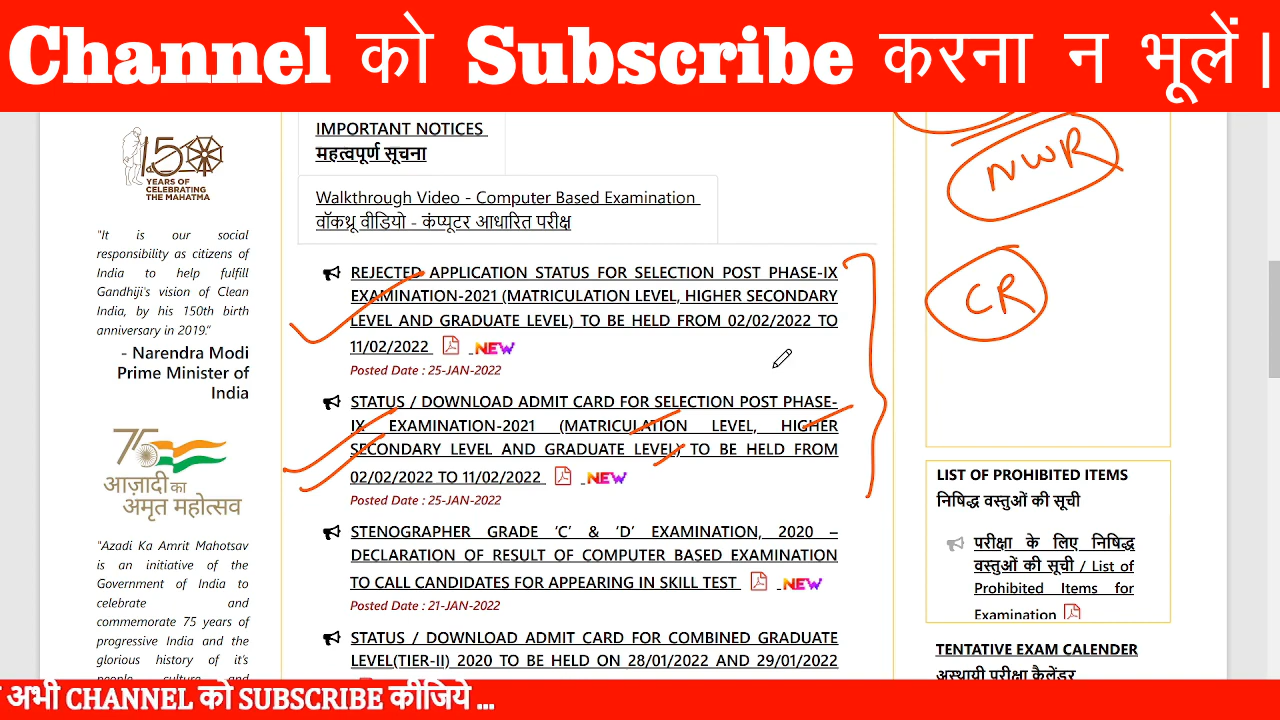 Channel को Subscribe करना न भूलें।
150
YEARS OF
CELEBRATING
THE MAHATMA
"It is our social
responsibility as citizens of
India to help fulfill
Gandhiji's vision of Clean
India, by his 150th birth
anniversary in 2019."
- Narendra Modi
Prime Minister of
India
75
आज़ादी का
अमृत महोत्सव
"Azadi Ka Amrit Mahotsav
is an initiative of the
Government of India to
celebrate and
commemorate 75 years of
progressive India and the
glorious history of it's
people, culture and
IMPORTANT NOTICES
महत्वपूर्ण सूचना
Walkthrough Video - Computer Based Examination
वॉकथ्रू वीडियो - कंप्यूटर आधारित परीक्ष
REJECTED APPLICATION STATUS FOR SELECTION POST PHASE-IX
EXAMINATION-2021 (MATRICULATION LEVEL, HIGHER SECONDARY
LEVEL AND GRADUATE LEVEL) TO BE HELD FROM 02/02/2022 TO
11/02/2022 NEW
Posted Date : 25-JAN-2022
STATUS / DOWNLOAD ADMIT CARD FOR SELECTION POST PHASE-
IX EXAMINATION-2021 (MATRICULATION LEVEL, HIGHER
SECONDARY LEVEL AND GRADUATE LEVEL) TO BE HELD FROM
02/02/2022 TO 11/02/2022 NEW
Posted Date : 25-JAN-2022
STENOGRAPHER GRADE ‘C’ & ‘D’ EXAMINATION, 2020 –
DECLARATION OF RESULT OF COMPUTER BASED EXAMINATION
TO CALL CANDIDATES FOR APPEARING IN SKILL TEST NEW
Posted Date : 21-JAN-2022
STATUS / DOWNLOAD ADMIT CARD FOR COMBINED GRADUATE
LEVEL(TIER-II) 2020 TO BE HELD ON 28/01/2022 AND 29/01/2022
NWR
CR
LIST OF PROHIBITED ITEMS
निषिद्ध वस्तुओं की सूची
परीक्षा के लिए निषिद्ध
वस्तुओं की सूची / List of
Prohibited Items for
Examination
TENTATIVE EXAM CALENDER
अस्थायी परीक्षा कैलेंडर
अभी CHANNEL को SUBSCRIBE कीजिये ...